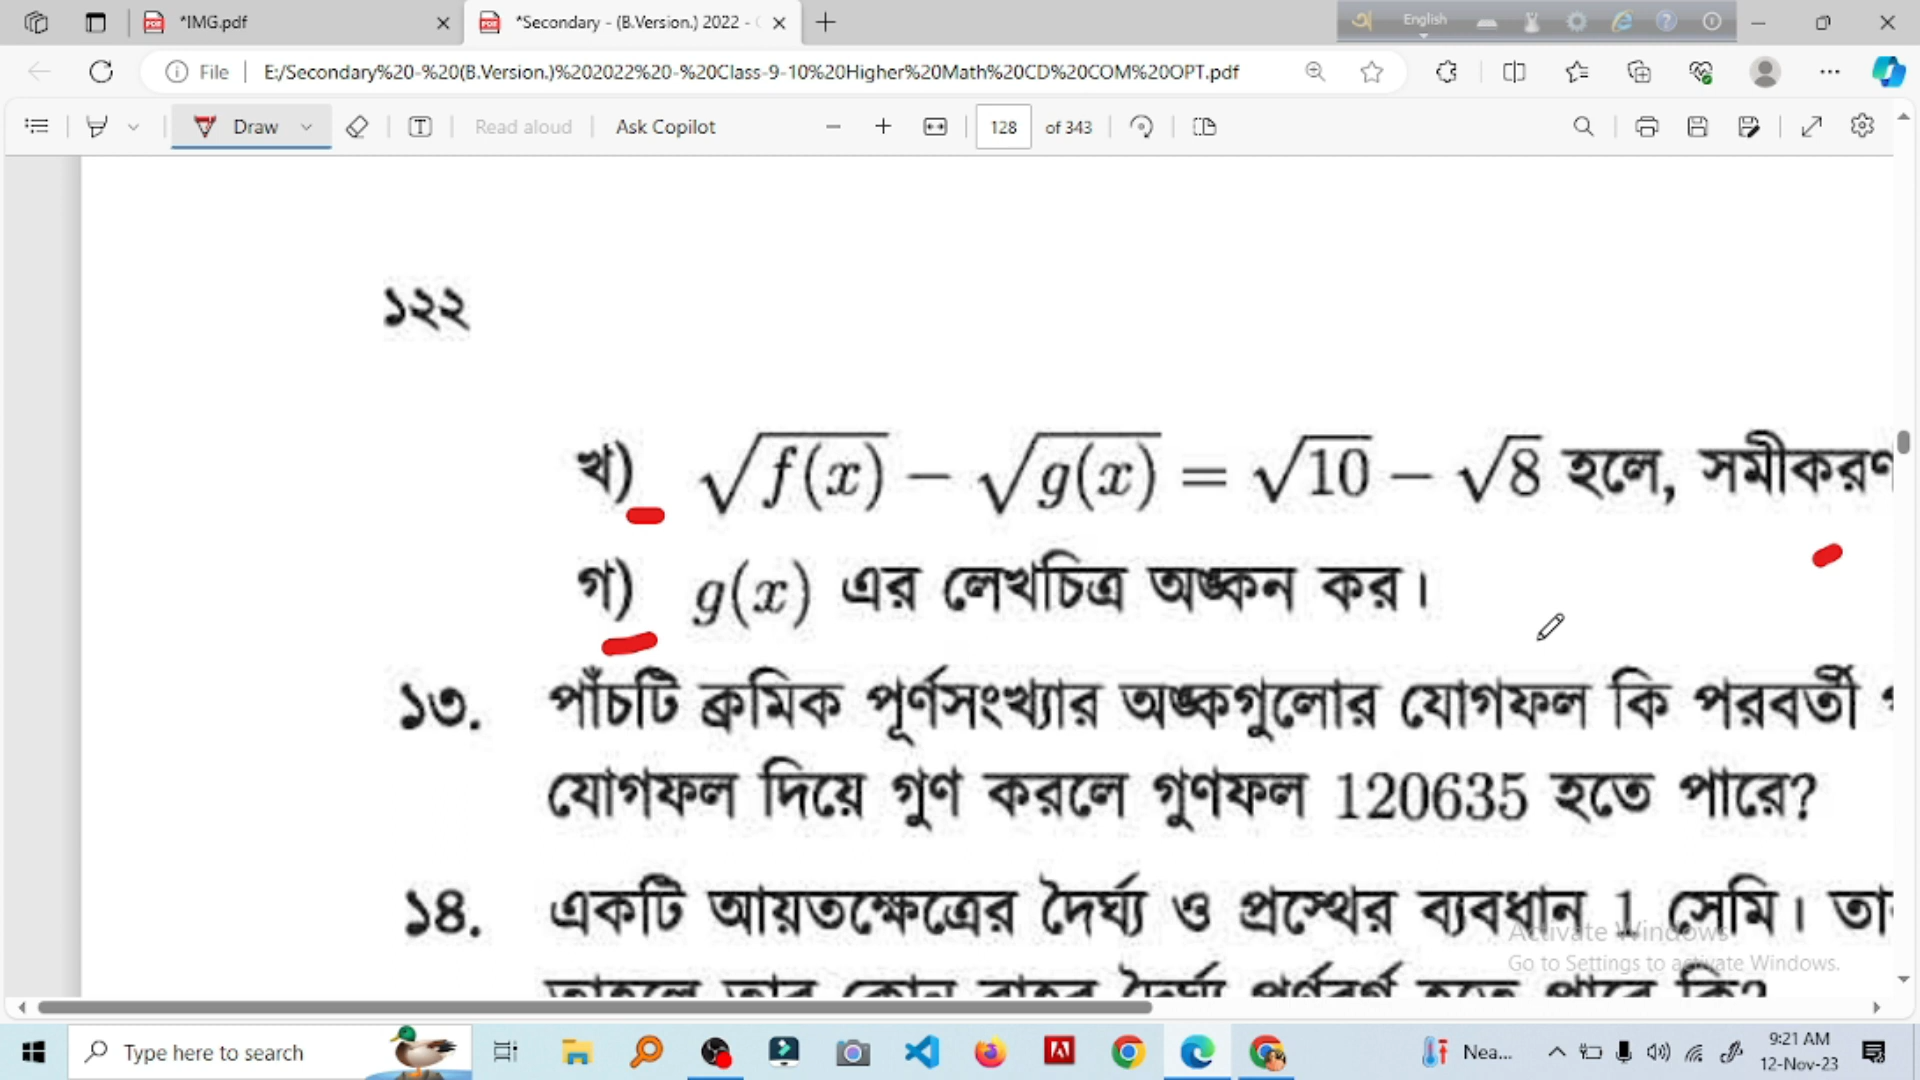 *IMG.pdf
*Secondary - (B.Version.) 2022 -
English
File
E:/Secondary%20-%20(B.Version.)%202022%20-%20Class-9-10%20Higher%20Math%20CD%20COM%20OPT.pdf
Draw
Read aloud
Ask Copilot
128 of 343
১২২
খ) √f(x) − √g(x) = √10 − √8 হলে, সমীকরণ
গ) g(x) এর লেখচিত্র অঙ্কন কর।
১৩. পাঁচটি ক্রমিক পূর্ণসংখ্যার অঙ্কগুলোর যোগফল কি পরবর্তী
যোগফল দিয়ে গুণ করলে গুণফল 120635 হতে পারে?
১৪. একটি আয়তক্ষেত্রের দৈর্ঘ্য ও প্রস্থের ব্যবধান 1 সেমি।
Activate Windows
Go to Settings to activate Windows.
Type here to search
Nea...
9:21 AM
12-Nov-23